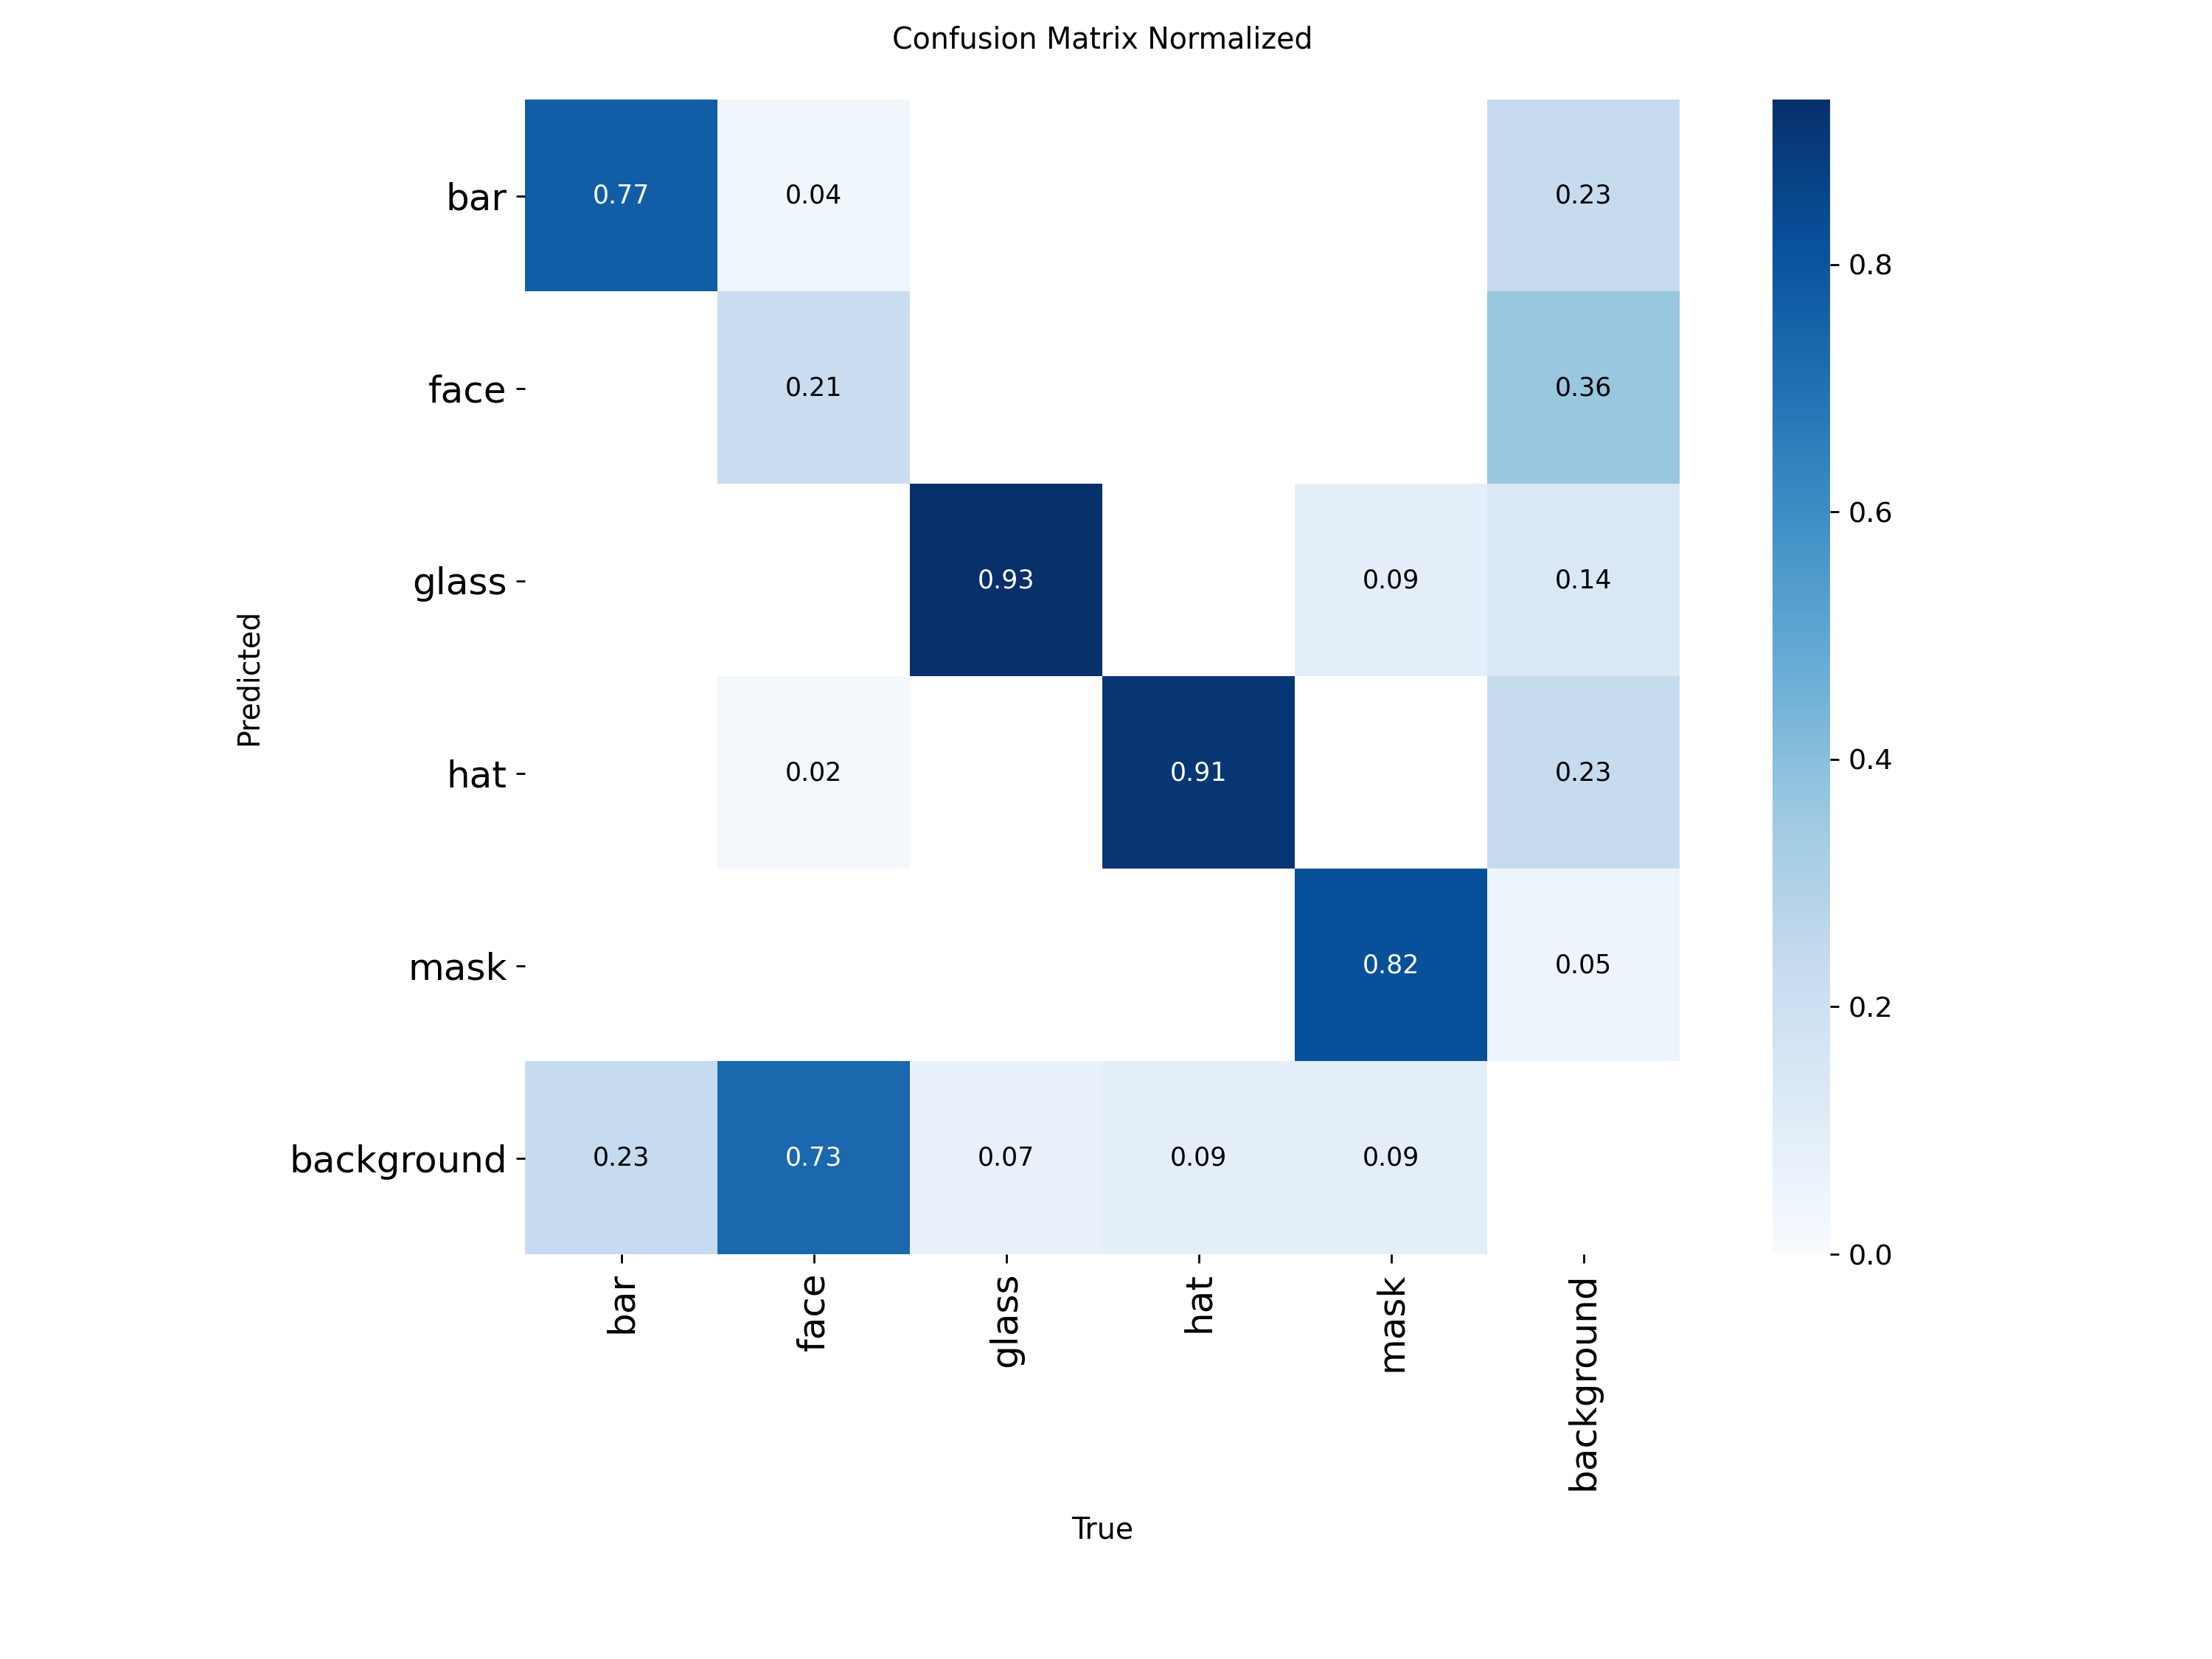 Confusion Matrix Normalized
bar 0.77 0.04 0.23 0.8
face 0.21 0.36 0.6
glass 0.93 0.09 0.14
Predicted
hat 0.02 0.91 0.23 0.4
mask 0.82 0.05 0.2
background 0.23 0.73 0.07 0.09 0.09 0.0
bar face glass hat mask background
True